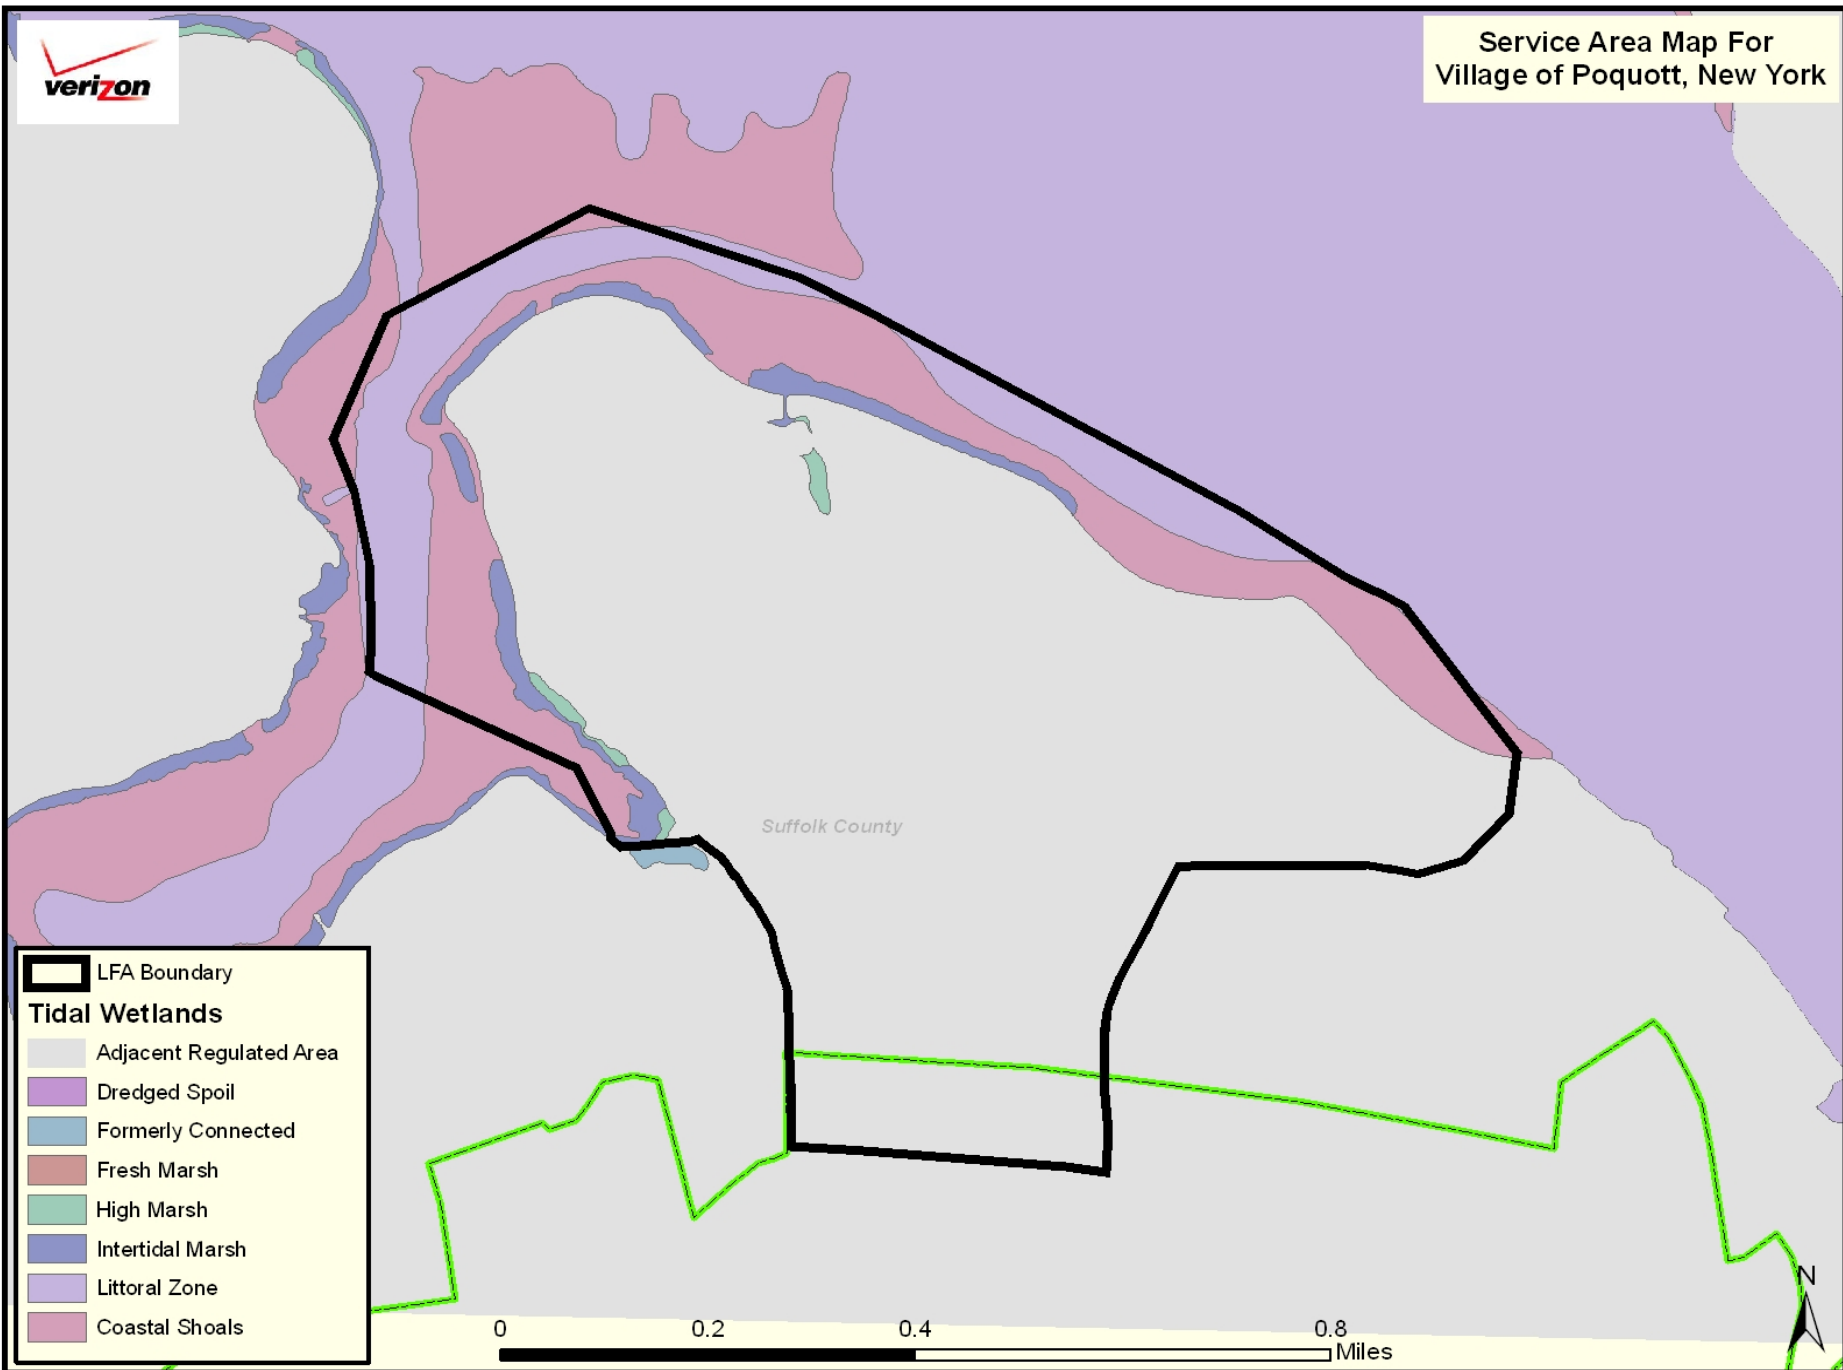 verizon
Service Area Map For
Village of Poquott, New York
Suffolk County
LFA Boundary
Tidal Wetlands
Adjacent Regulated Area
Dredged Spoil
Formerly Connected
Fresh Marsh
High Marsh
Intertidal Marsh
Littoral Zone
Coastal Shoals
0 0.2 0.4 0.8
Miles
N